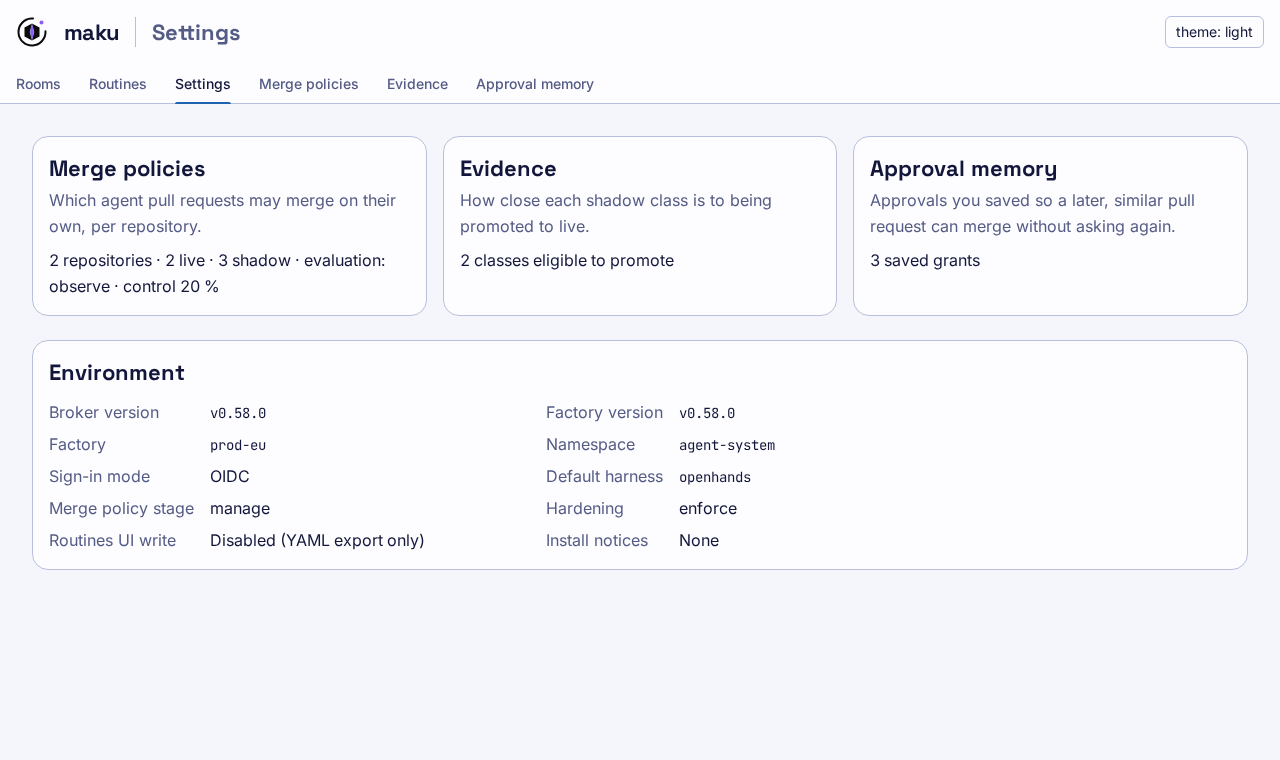 maku
Settings
theme: light
Rooms
Routines
Settings
Merge policies
Evidence
Approval memory
Merge policies
Which agent pull requests may merge on their
own, per repository.
2 repositories · 2 live · 3 shadow · evaluation:
observe · control 20 %
Evidence
How close each shadow class is to being
promoted to live.
2 classes eligible to promote
Approval memory
Approvals you saved so a later, similar pull
request can merge without asking again.
3 saved grants
Environment
Broker version v0.58.0
Factory version v0.58.0
Factory prod-eu
Namespace agent-system
Sign-in mode OIDC
Default harness openhands
Merge policy stage manage
Hardening enforce
Routines UI write Disabled (YAML export only)
Install notices None